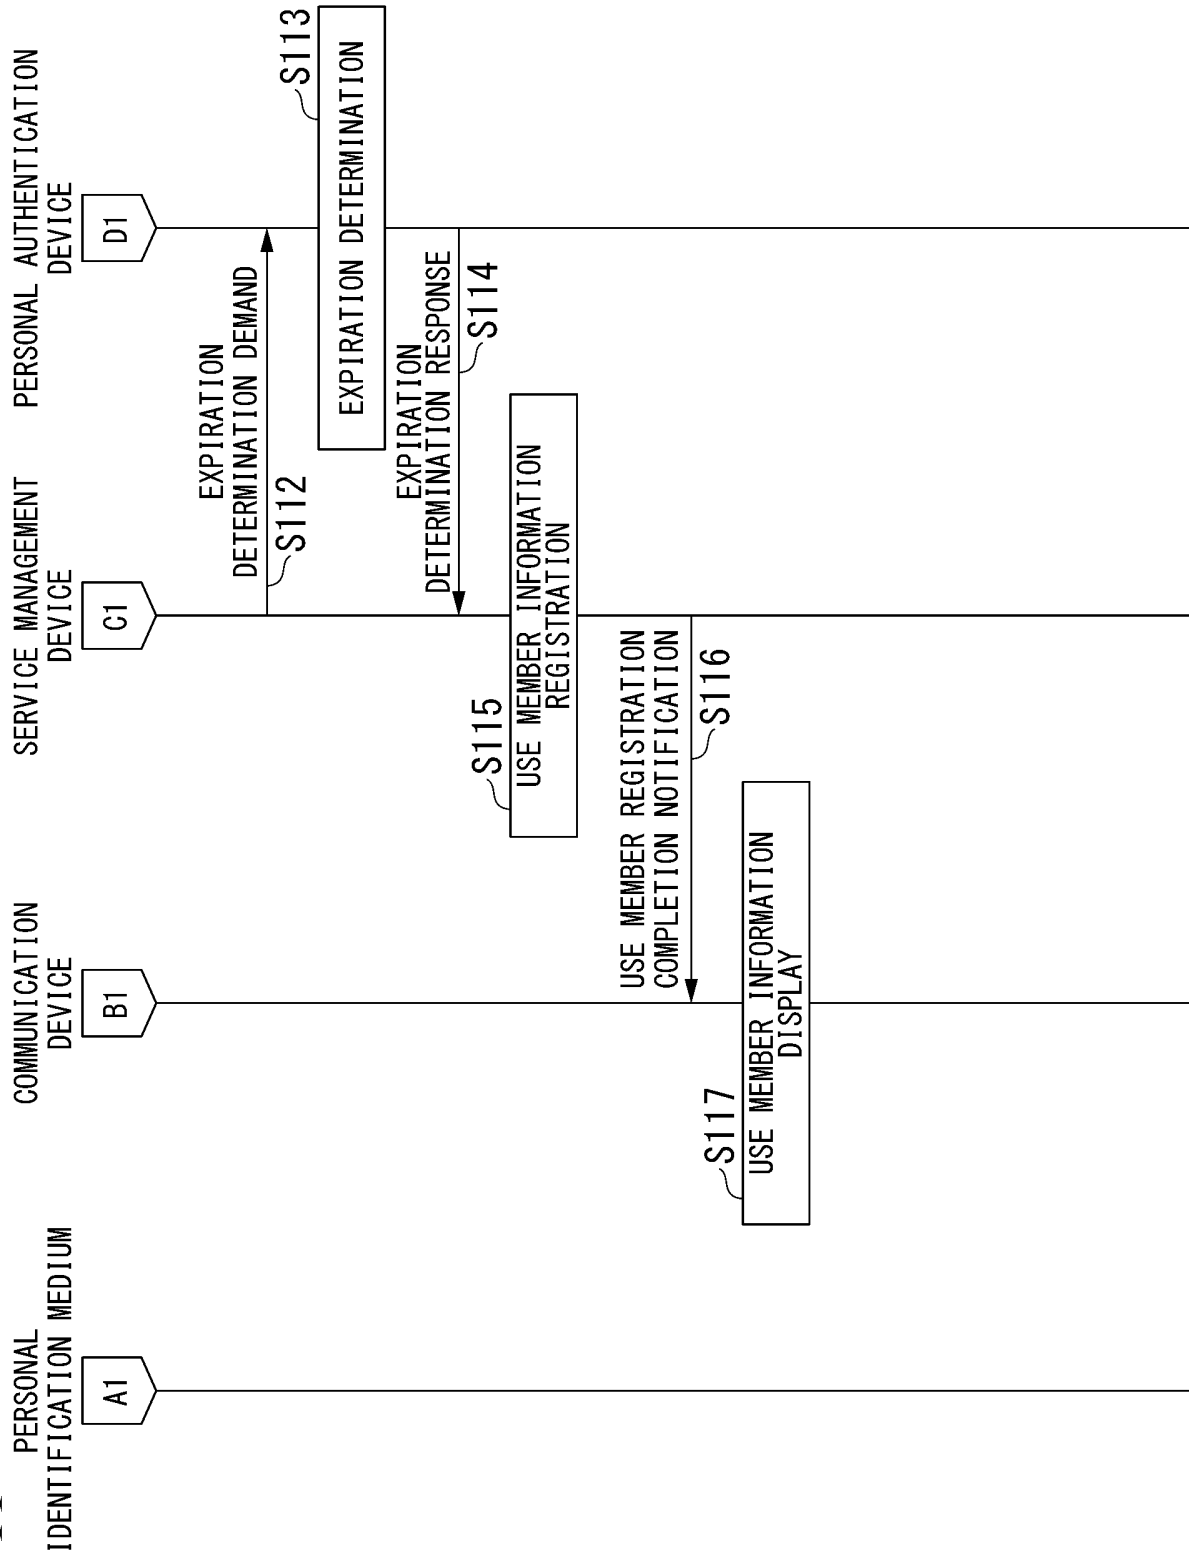 PERSONAL
IDENTIFICATION MEDIUM
A1
COMMUNICATION
DEVICE
B1
SERVICE MANAGEMENT
DEVICE
C1
PERSONAL AUTHENTICATION
DEVICE
D1
EXPIRATION
DETERMINATION DEMAND
S112
S113
EXPIRATION DETERMINATION
EXPIRATION
DETERMINATION RESPONSE
S114
S115
USE MEMBER INFORMATION
REGISTRATION
USE MEMBER REGISTRATION
COMPLETION NOTIFICATION
S116
S117
USE MEMBER INFORMATION
DISPLAY